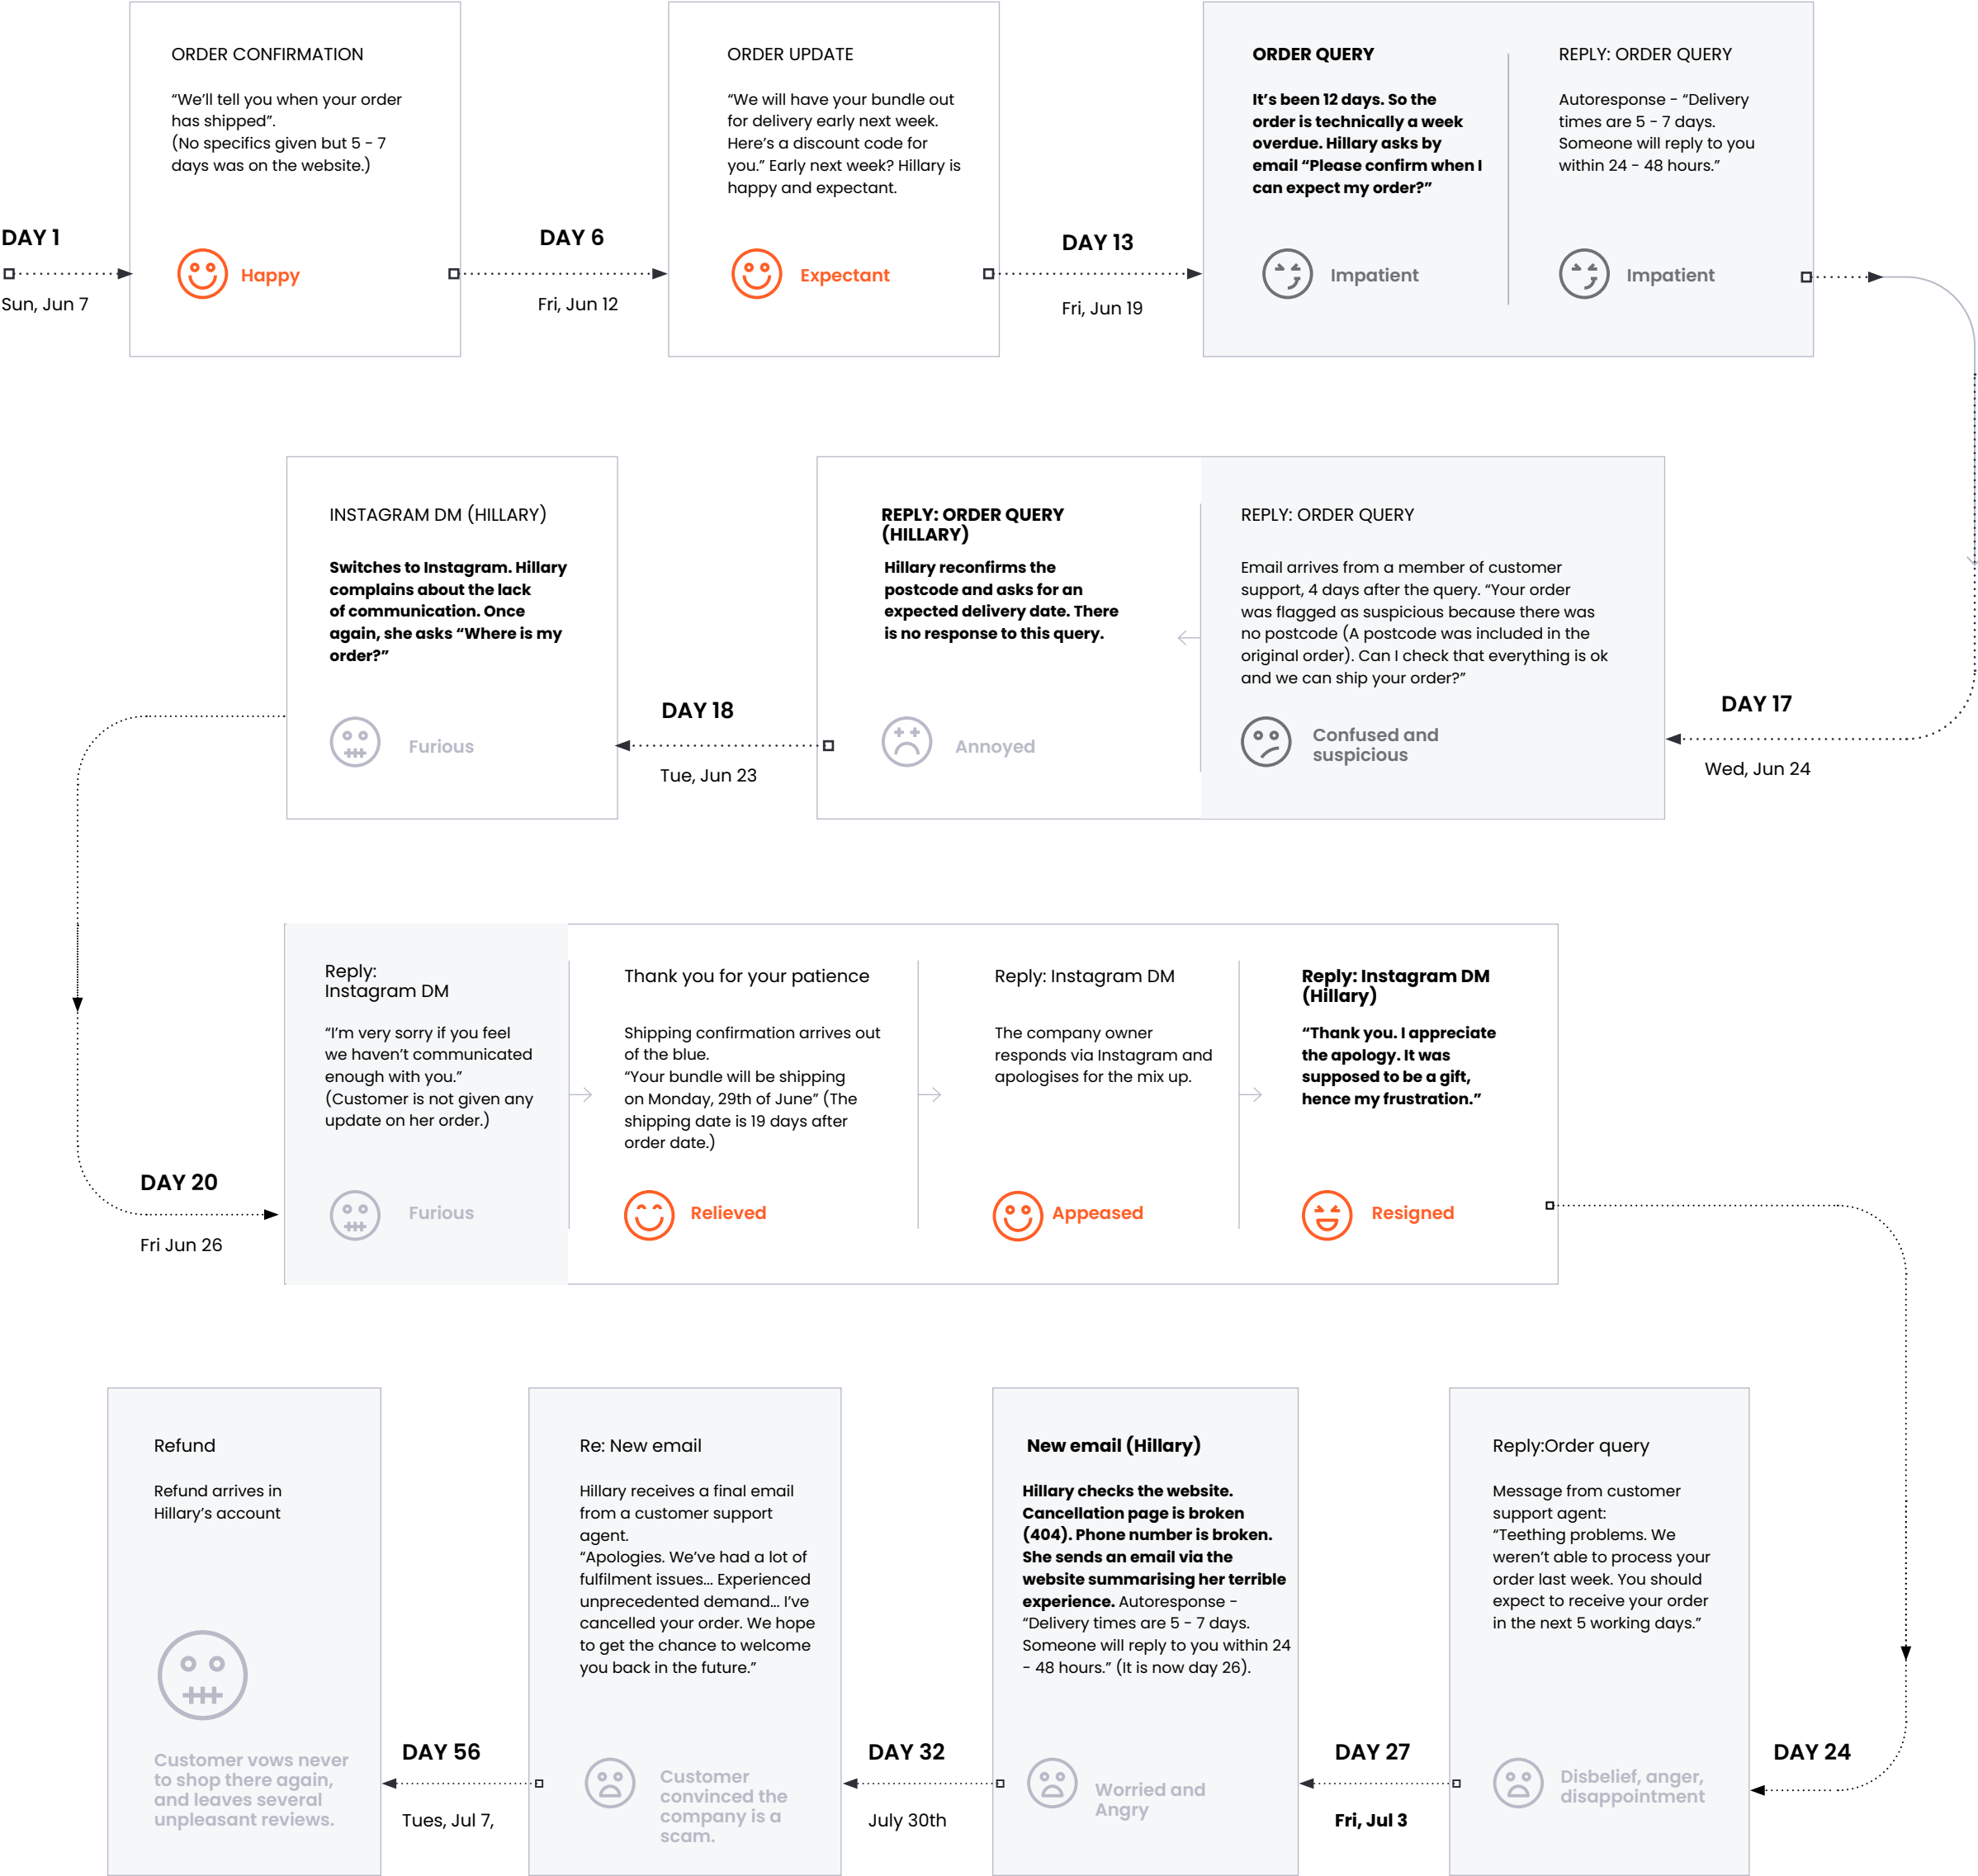 DAY 1
Sun, Jun 7
ORDER CONFIRMATION
“We’ll tell you when your order
has shipped”.
(No specifics given but 5 - 7
days was on the website.)
Happy
DAY 6
Fri, Jun 12
ORDER UPDATE
“We will have your bundle out
for delivery early next week.
Here’s a discount code for
you.” Early next week? Hillary is
happy and expectant.
Expectant
DAY 13
Fri, Jun 19
ORDER QUERY
It’s been 12 days. So the
order is technically a week
overdue. Hillary asks by
email “Please confirm when I
can expect my order?”
Impatient
REPLY: ORDER QUERY
Autoresponse - “Delivery
times are 5 - 7 days.
Someone will reply to you
within 24 - 48 hours.”
Impatient
DAY 17
Wed, Jun 24
REPLY: ORDER QUERY
Email arrives from a member of customer
support, 4 days after the query. “Your order
was flagged as suspicious because there was
no postcode (A postcode was included in the
original order). Can I check that everything is ok
and we can ship your order?”
Confused and
suspicious
REPLY: ORDER QUERY
(HILLARY)
Hillary reconfirms the
postcode and asks for an
expected delivery date. There
is no response to this query.
Annoyed
DAY 18
Tue, Jun 23
INSTAGRAM DM (HILLARY)
Switches to Instagram. Hillary
complains about the lack
of communication. Once
again, she asks “Where is my
order?”
Furious
DAY 20
Fri Jun 26
Reply:
Instagram DM
“I’m very sorry if you feel
we haven’t communicated
enough with you.”
(Customer is not given any
update on her order.)
Furious
Thank you for your patience
Shipping confirmation arrives out
of the blue.
“Your bundle will be shipping
on Monday, 29th of June” (The
shipping date is 19 days after
order date.)
Relieved
Reply: Instagram DM
The company owner
responds via Instagram and
apologises for the mix up.
Appeased
Reply: Instagram DM
(Hillary)
“Thank you. I appreciate
the apology. It was
supposed to be a gift,
hence my frustration.”
Resigned
DAY 24
Reply:Order query
Message from customer
support agent:
“Teething problems. We
weren’t able to process your
order last week. You should
expect to receive your order
in the next 5 working days.”
Disbelief, anger,
disappointment
DAY 27
Fri, Jul 3
New email (Hillary)
Hillary checks the website.
Cancellation page is broken
(404). Phone number is broken.
She sends an email via the
website summarising her terrible
experience. Autoresponse -
“Delivery times are 5 - 7 days.
Someone will reply to you within 24
- 48 hours.” (It is now day 26).
Worried and
Angry
DAY 32
July 30th
Re: New email
Hillary receives a final email
from a customer support
agent.
“Apologies. We’ve had a lot of
fulfilment issues... Experienced
unprecedented demand... I’ve
cancelled your order. We hope
to get the chance to welcome
you back in the future.”
Customer
convinced the
company is a
scam.
DAY 56
Tues, Jul 7,
Refund
Refund arrives in
Hillary’s account
Customer vows never
to shop there again,
and leaves several
unpleasant reviews.